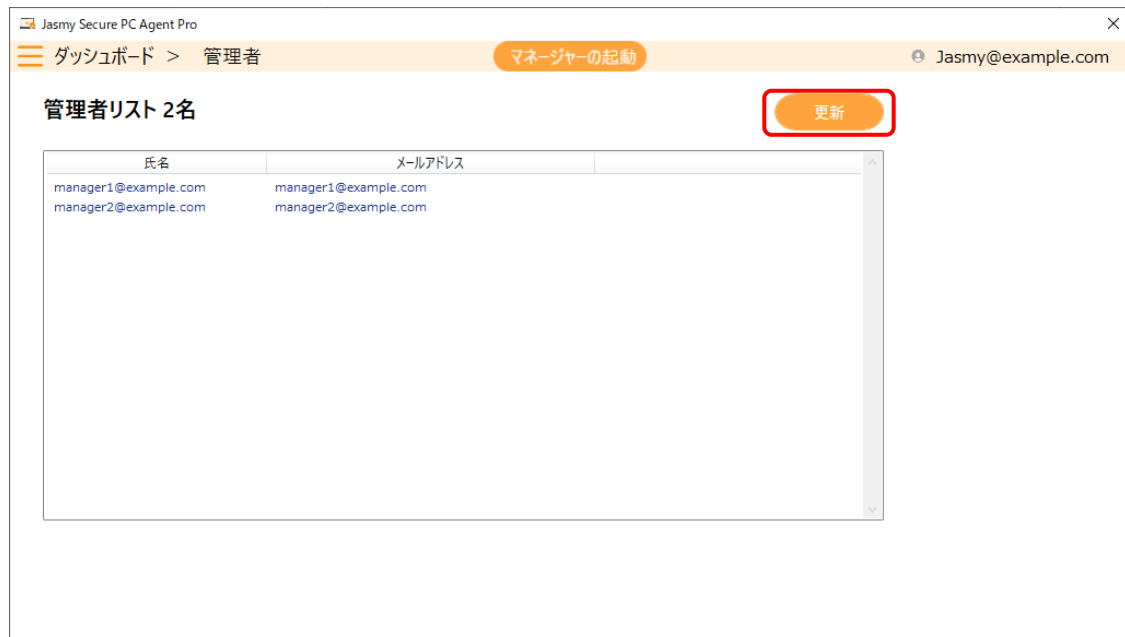 Jasmy Secure PC Agent Pro
ダッシュボード > 管理者 マネージャーの起動 Jasmy@example.com
管理者リスト 2名 更新
氏名 メールアドレス
manager1@example.com manager1@example.com
manager2@example.com manager2@example.com